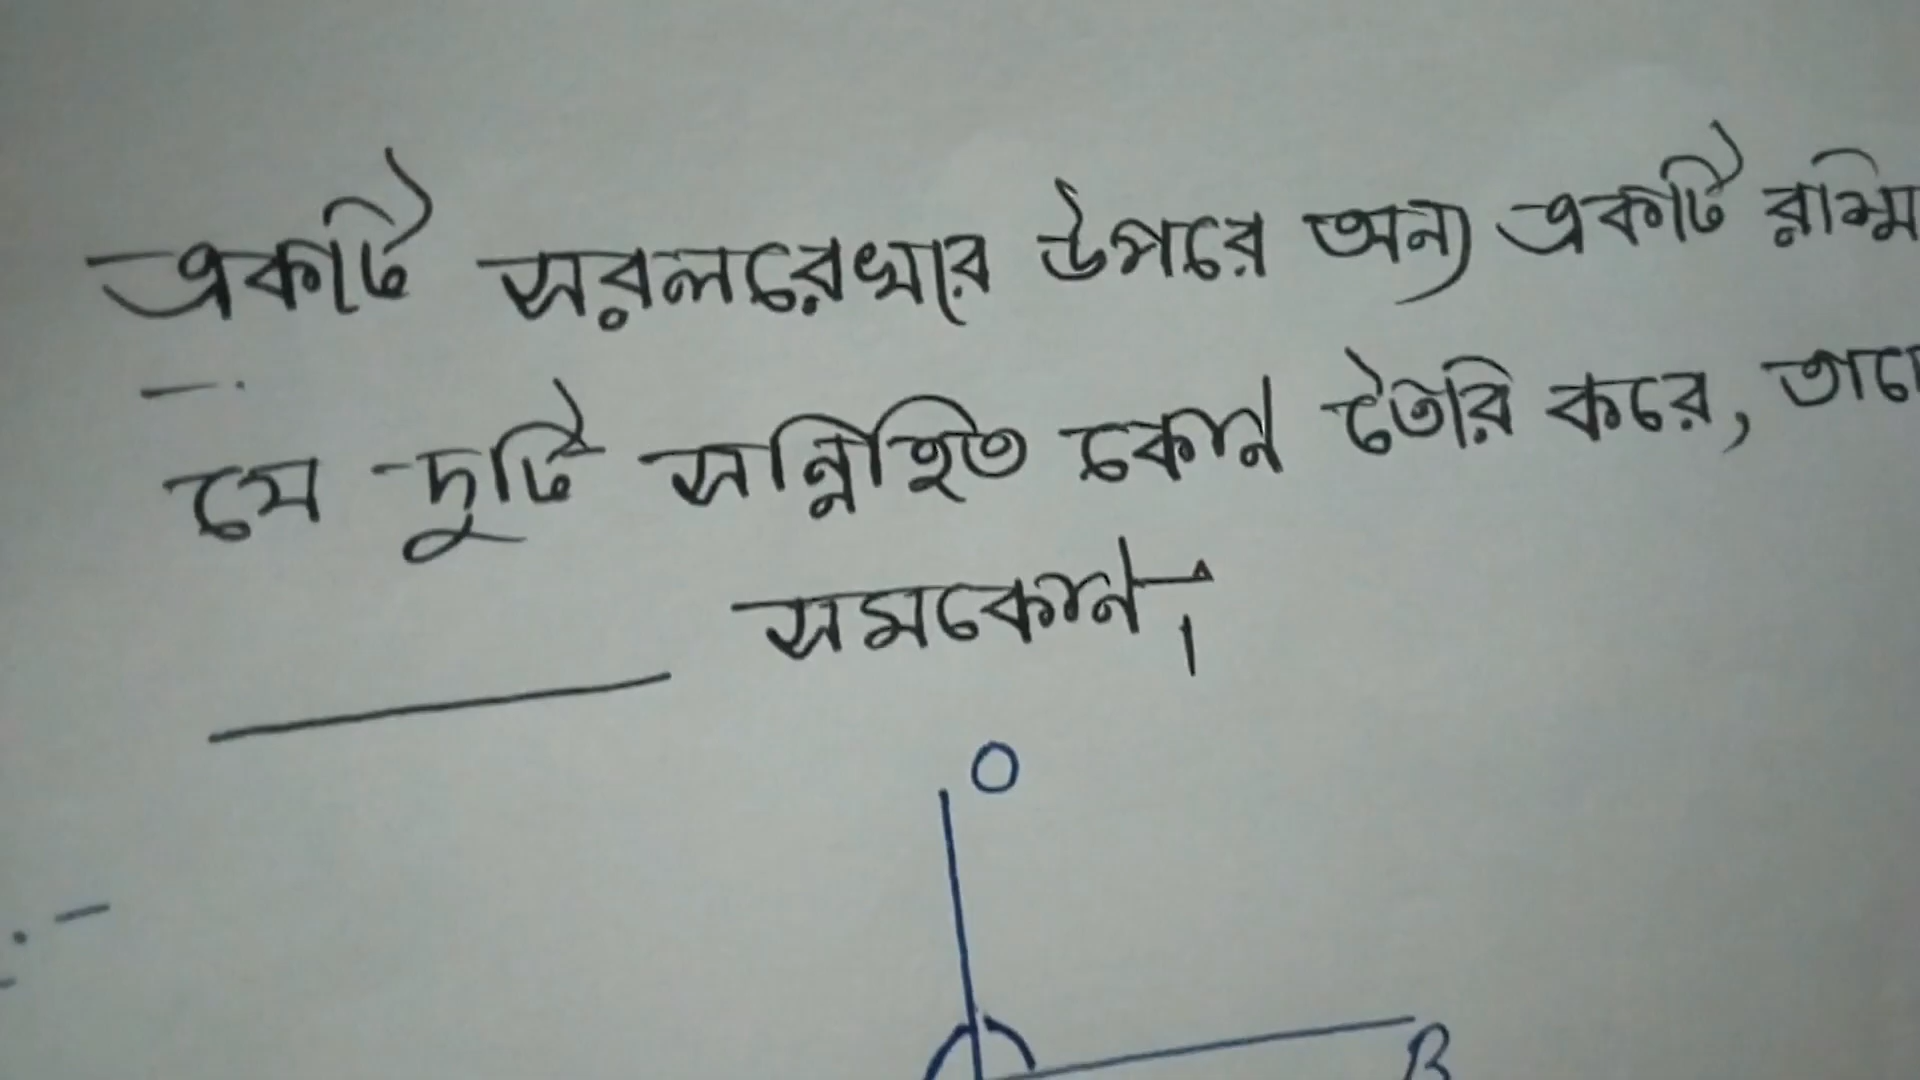 একটি সরলরেখার উপরে অন্য একটি রশ্মি
যে দুটি সন্নিহিত কোন তৈরি করে,
সমকোন।
O
B